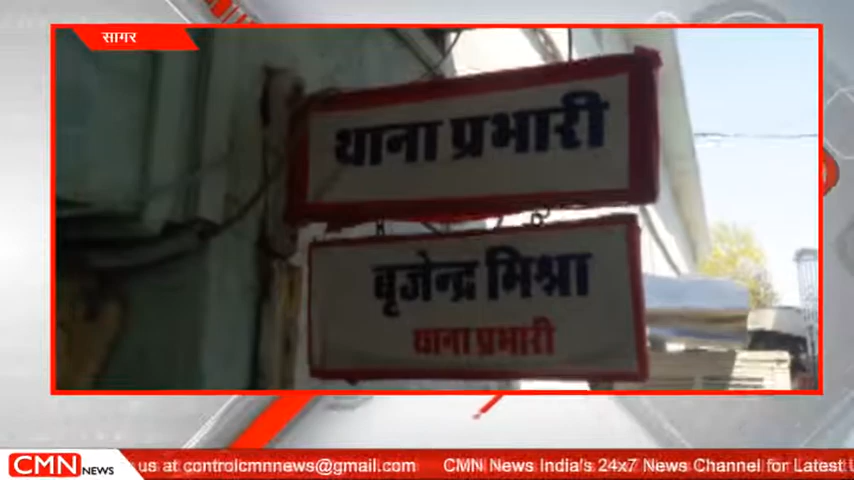 सागर
थाना प्रभारी
बृजेन्द्र मिश्रा
थाना प्रभारी
CMN NEWS us at controlcmnnews@gmail.com CMN News India's 24x7 News Channel for Latest